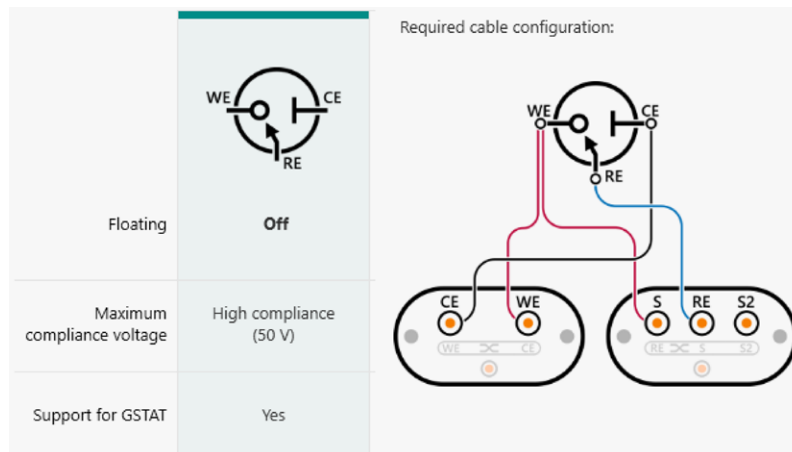 Required cable configuration:
WE
CE
RE
WE
CE
RE
Floating
Off
CE
WE
S
RE
S2
Maximum
compliance voltage
High compliance
(50 V)
WE
CE
RE
S
S2
Support for GSTAT
Yes